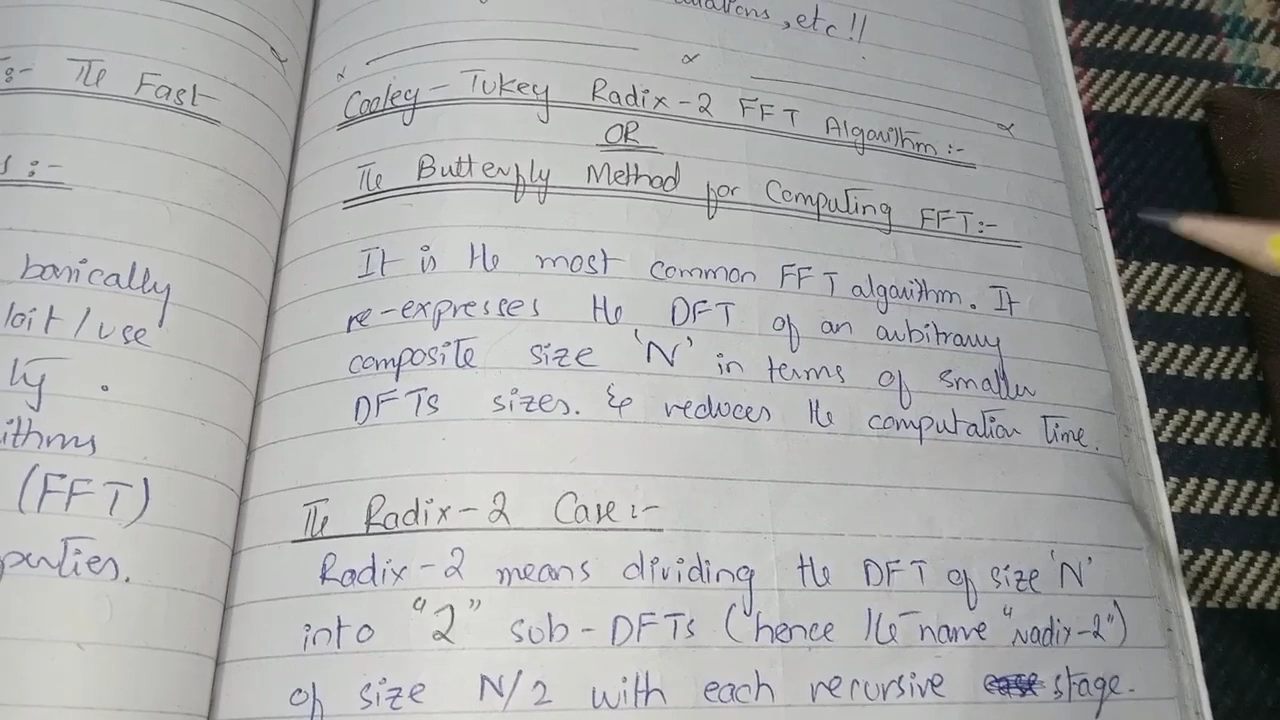 The Fast
s :-
basically
loit / use
ly .
ithms
(FFT)
perties.
, etc !!
Cooley - Tukey Radix-2 FFT Algorithm :-
OR
The Butterfly Method for Computing FFT:-
It is the most common FFT algorithm. It
re-expresses the DFT of an arbitrary
composite size 'N' in terms of smaller
DFTs sizes. & reduces the computation time.
The Radix-2 Case :-
Radix-2 means dividing the DFT of size 'N'
into "2" sub-DFTs (hence the name "radix-2")
of size N/2 with each recursive stage.